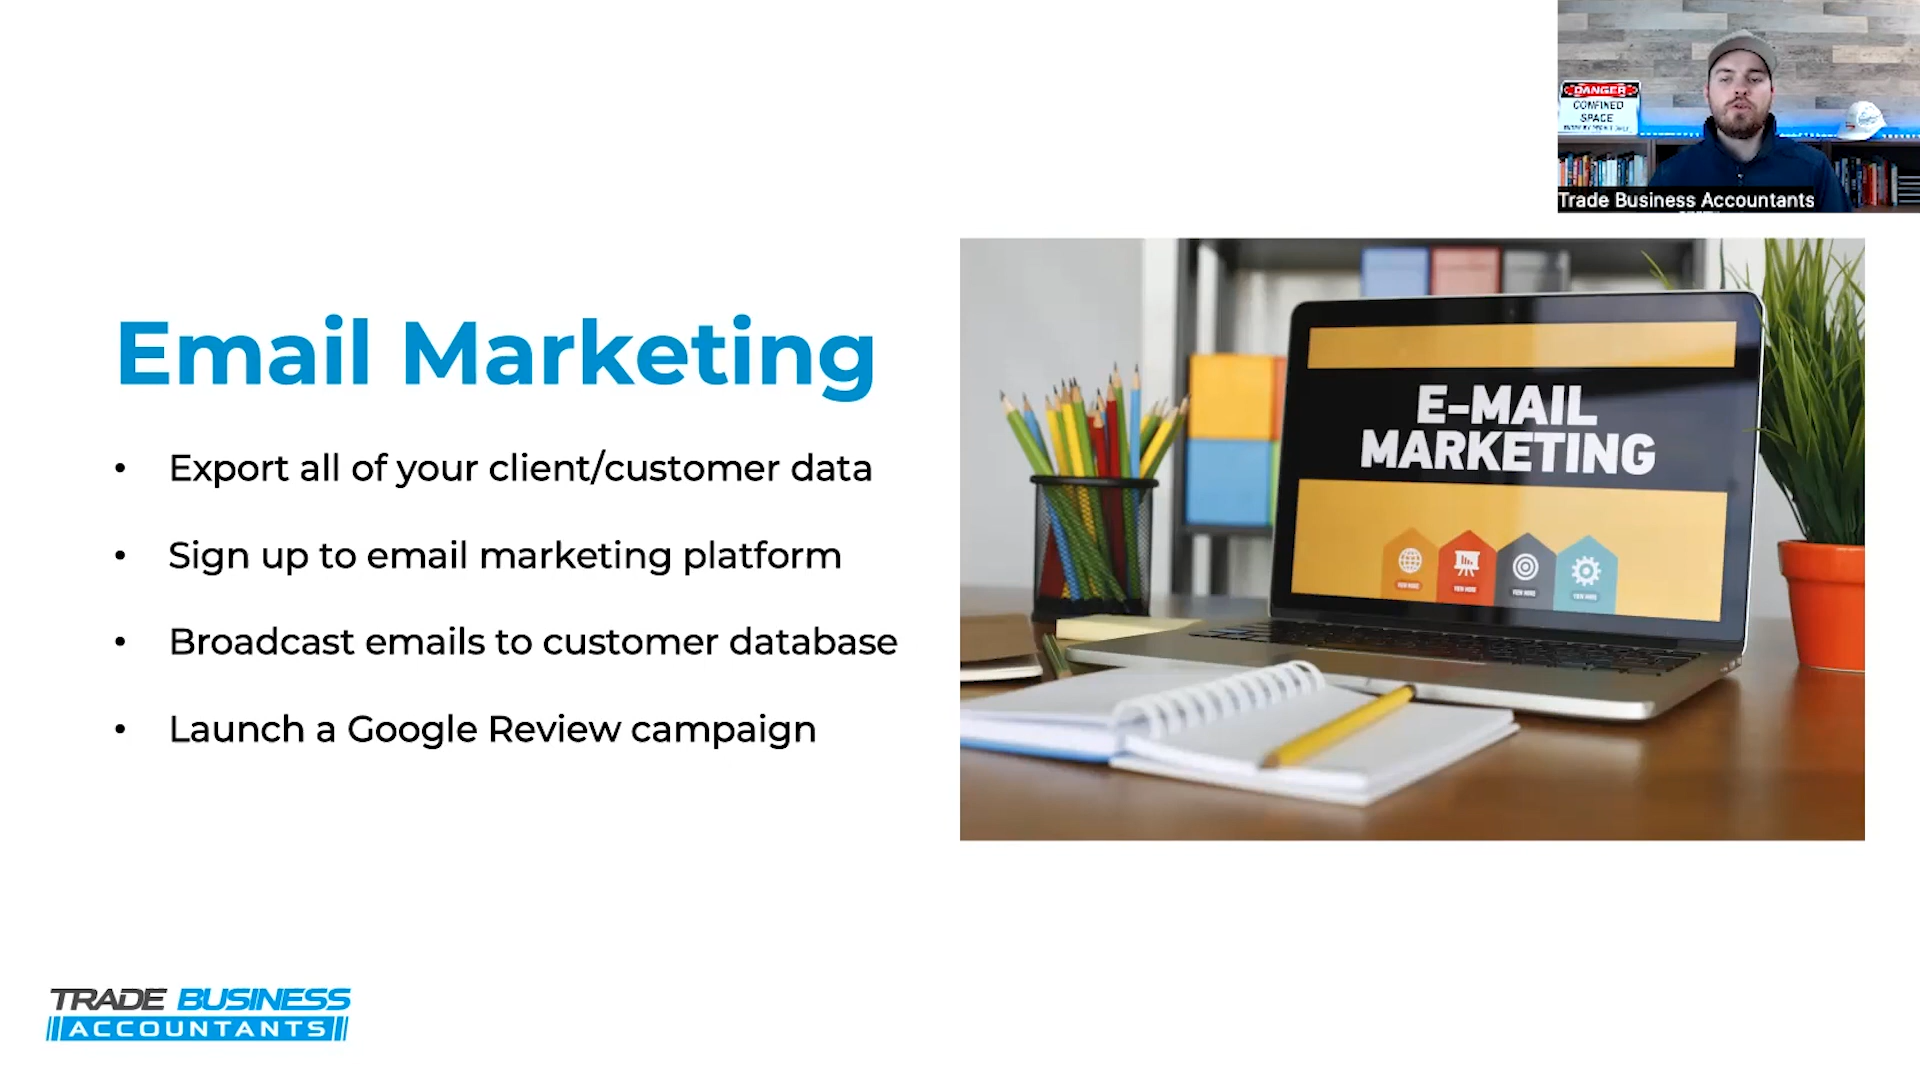 DANGER
CONFINED
SPACE
Trade Business Accountants
Email Marketing
• Export all of your client/customer data
• Sign up to email marketing platform
• Broadcast emails to customer database
• Launch a Google Review campaign
E-MAIL
MARKETING
TRADE BUSINESS
ACCOUNTANTS